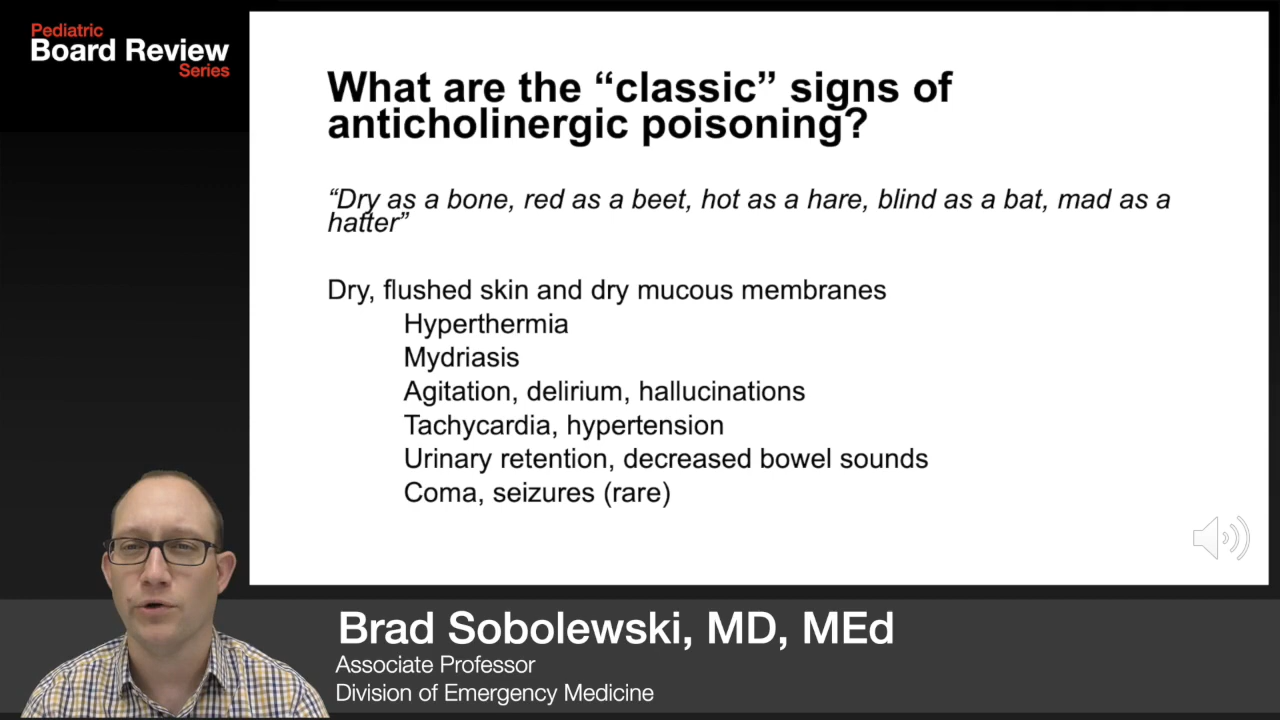 Pediatric
Board Review
Series
What are the “classic” signs of
anticholinergic poisoning?
“Dry as a bone, red as a beet, hot as a hare, blind as a bat, mad as a
hatter”
Dry, flushed skin and dry mucous membranes
Hyperthermia
Mydriasis
Agitation, delirium, hallucinations
Tachycardia, hypertension
Urinary retention, decreased bowel sounds
Coma, seizures (rare)
Brad Sobolewski, MD, MEd
Associate Professor
Division of Emergency Medicine